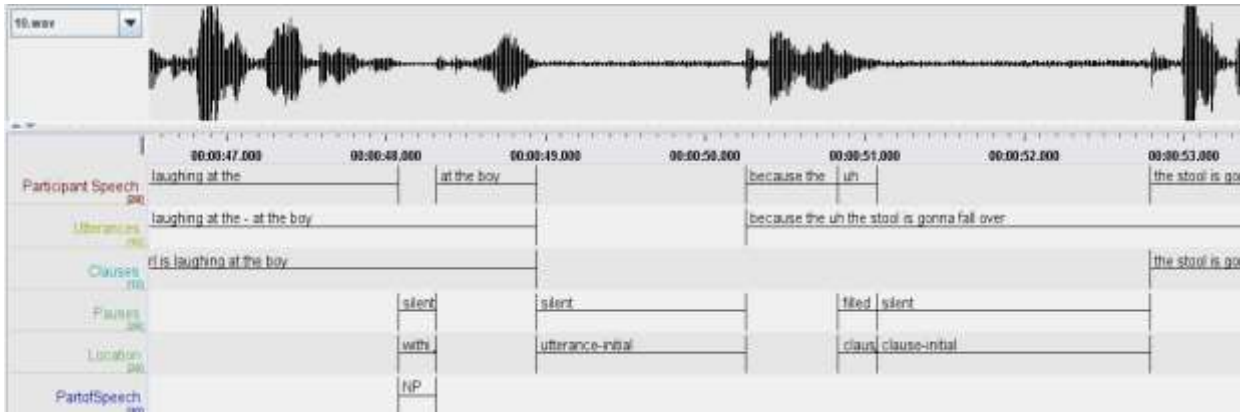 19.wav
00:00:47.000 00:00:48.000 00:00:49.000 00:00:50.000 00:00:51.000 00:00:52.000 00:00:53.000
Participant Speech laughing at the at the boy because the uh the stool is gon
Utterances laughing at the - at the boy because the uh the stool is gonna fall over
Clauses rl is laughing at the boy the stool is gon
Pauses silent silent filled silent
Location withi utterance-initial claus clause-initial
PartofSpeech NP